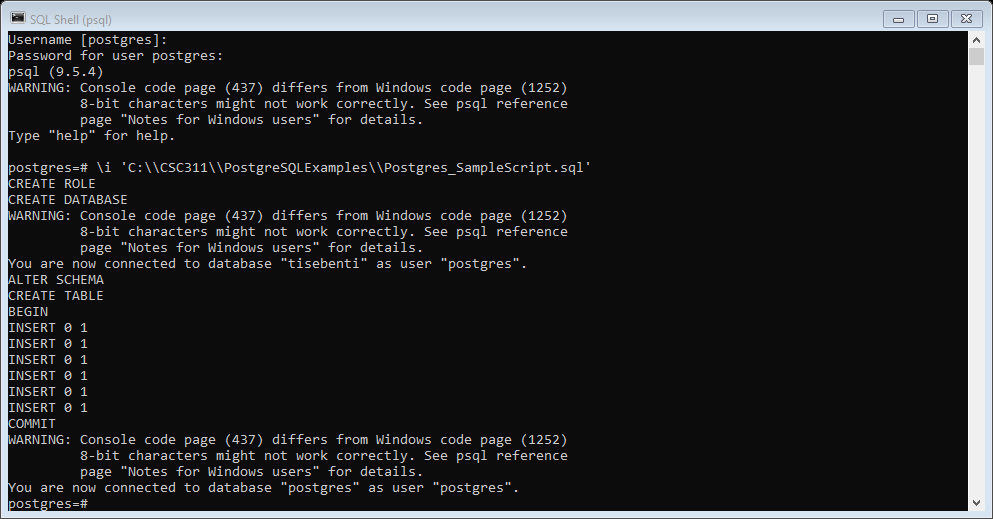 SQL Shell (psql)
Username [postgres]:
Password for user postgres:
psql (9.5.4)
WARNING: Console code page (437) differs from Windows code page (1252)
         8-bit characters might not work correctly. See psql reference
         page "Notes for Windows users" for details.
Type "help" for help.

postgres=# \i 'C:\\CSC311\\PostgreSQLExamples\\Postgres_SampleScript.sql'
CREATE ROLE
CREATE DATABASE
WARNING: Console code page (437) differs from Windows code page (1252)
         8-bit characters might not work correctly. See psql reference
         page "Notes for Windows users" for details.
You are now connected to database "tisebenti" as user "postgres".
ALTER SCHEMA
CREATE TABLE
BEGIN
INSERT 0 1
INSERT 0 1
INSERT 0 1
INSERT 0 1
INSERT 0 1
INSERT 0 1
COMMIT
WARNING: Console code page (437) differs from Windows code page (1252)
         8-bit characters might not work correctly. See psql reference
         page "Notes for Windows users" for details.
You are now connected to database "postgres" as user "postgres".
postgres=#